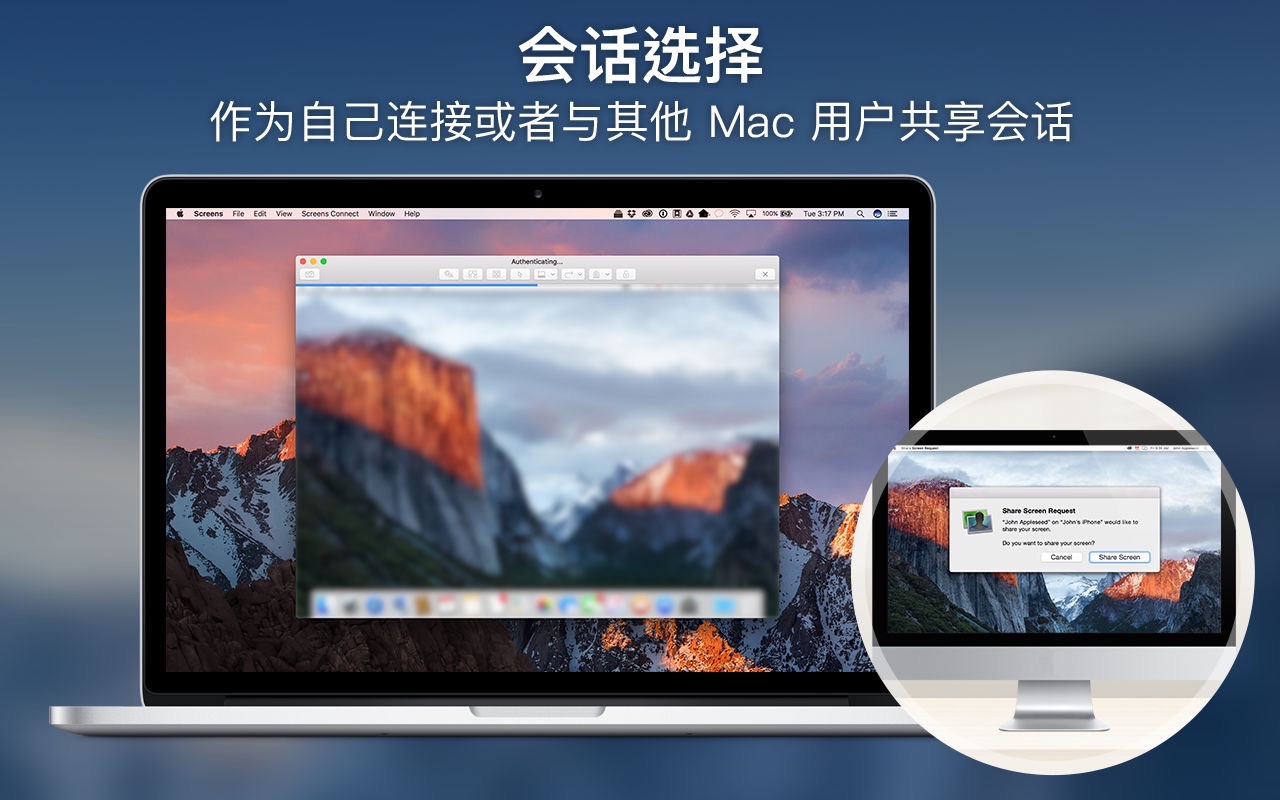 会话选择
作为自己连接或者与其他 Mac 用户共享会话
Screens File Edit View Screens Connect Window Help 100% Tue 3:17 PM
Authenticating...
Share Screen Request
"John Appleseed" on "John's iPhone" would like to
share your screen.
Do you want to share your screen?
Cancel Share Screen